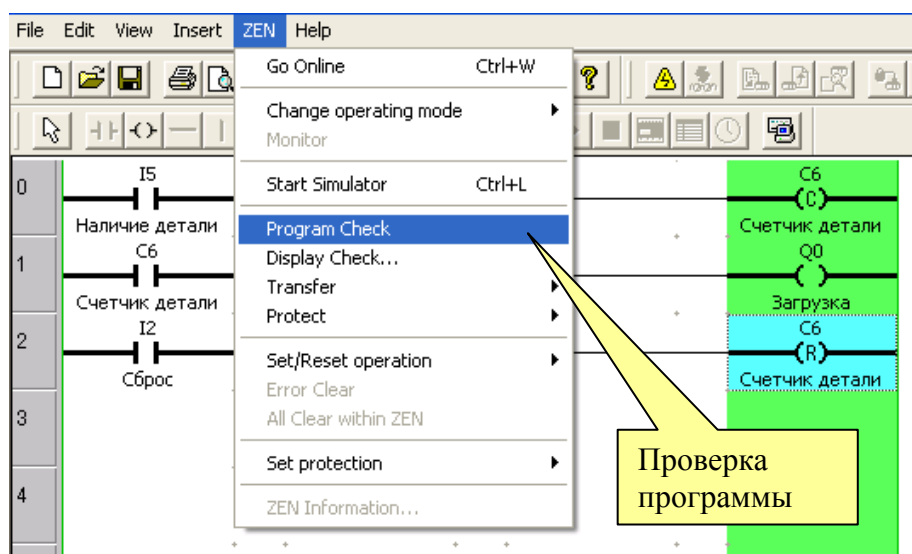 File Edit View Insert ZEN Help
Go Online Ctrl+W
Change operating mode
Monitor
Start Simulator Ctrl+L
Program Check
Display Check...
Transfer
Protect
Set/Reset operation
Error Clear
All Clear within ZEN
Set protection
ZEN Information...
0
I5
Наличие детали
C6
(C)
Счетчик детали
1
C6
Счетчик детали
Q0
( )
Загрузка
2
I2
Сброс
C6
(R)
Счетчик детали
3
4
Проверка
программы